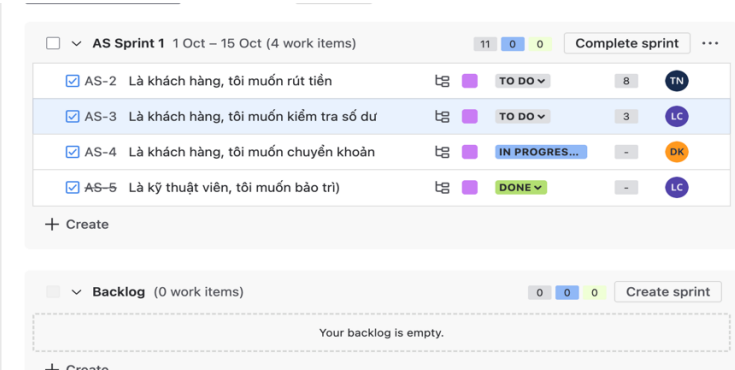 AS Sprint 1 1 Oct – 15 Oct (4 work items) 11 0 0 Complete sprint ...
AS-2 Là khách hàng, tôi muốn rút tiền TO DO 8 TN
AS-3 Là khách hàng, tôi muốn kiểm tra số dư TO DO 3 LC
AS-4 Là khách hàng, tôi muốn chuyển khoản IN PROGRES... - DK
AS-5 Là kỹ thuật viên, tôi muốn bảo trì) DONE - LC
+ Create
Backlog (0 work items) 0 0 0 Create sprint
Your backlog is empty.
+ Create